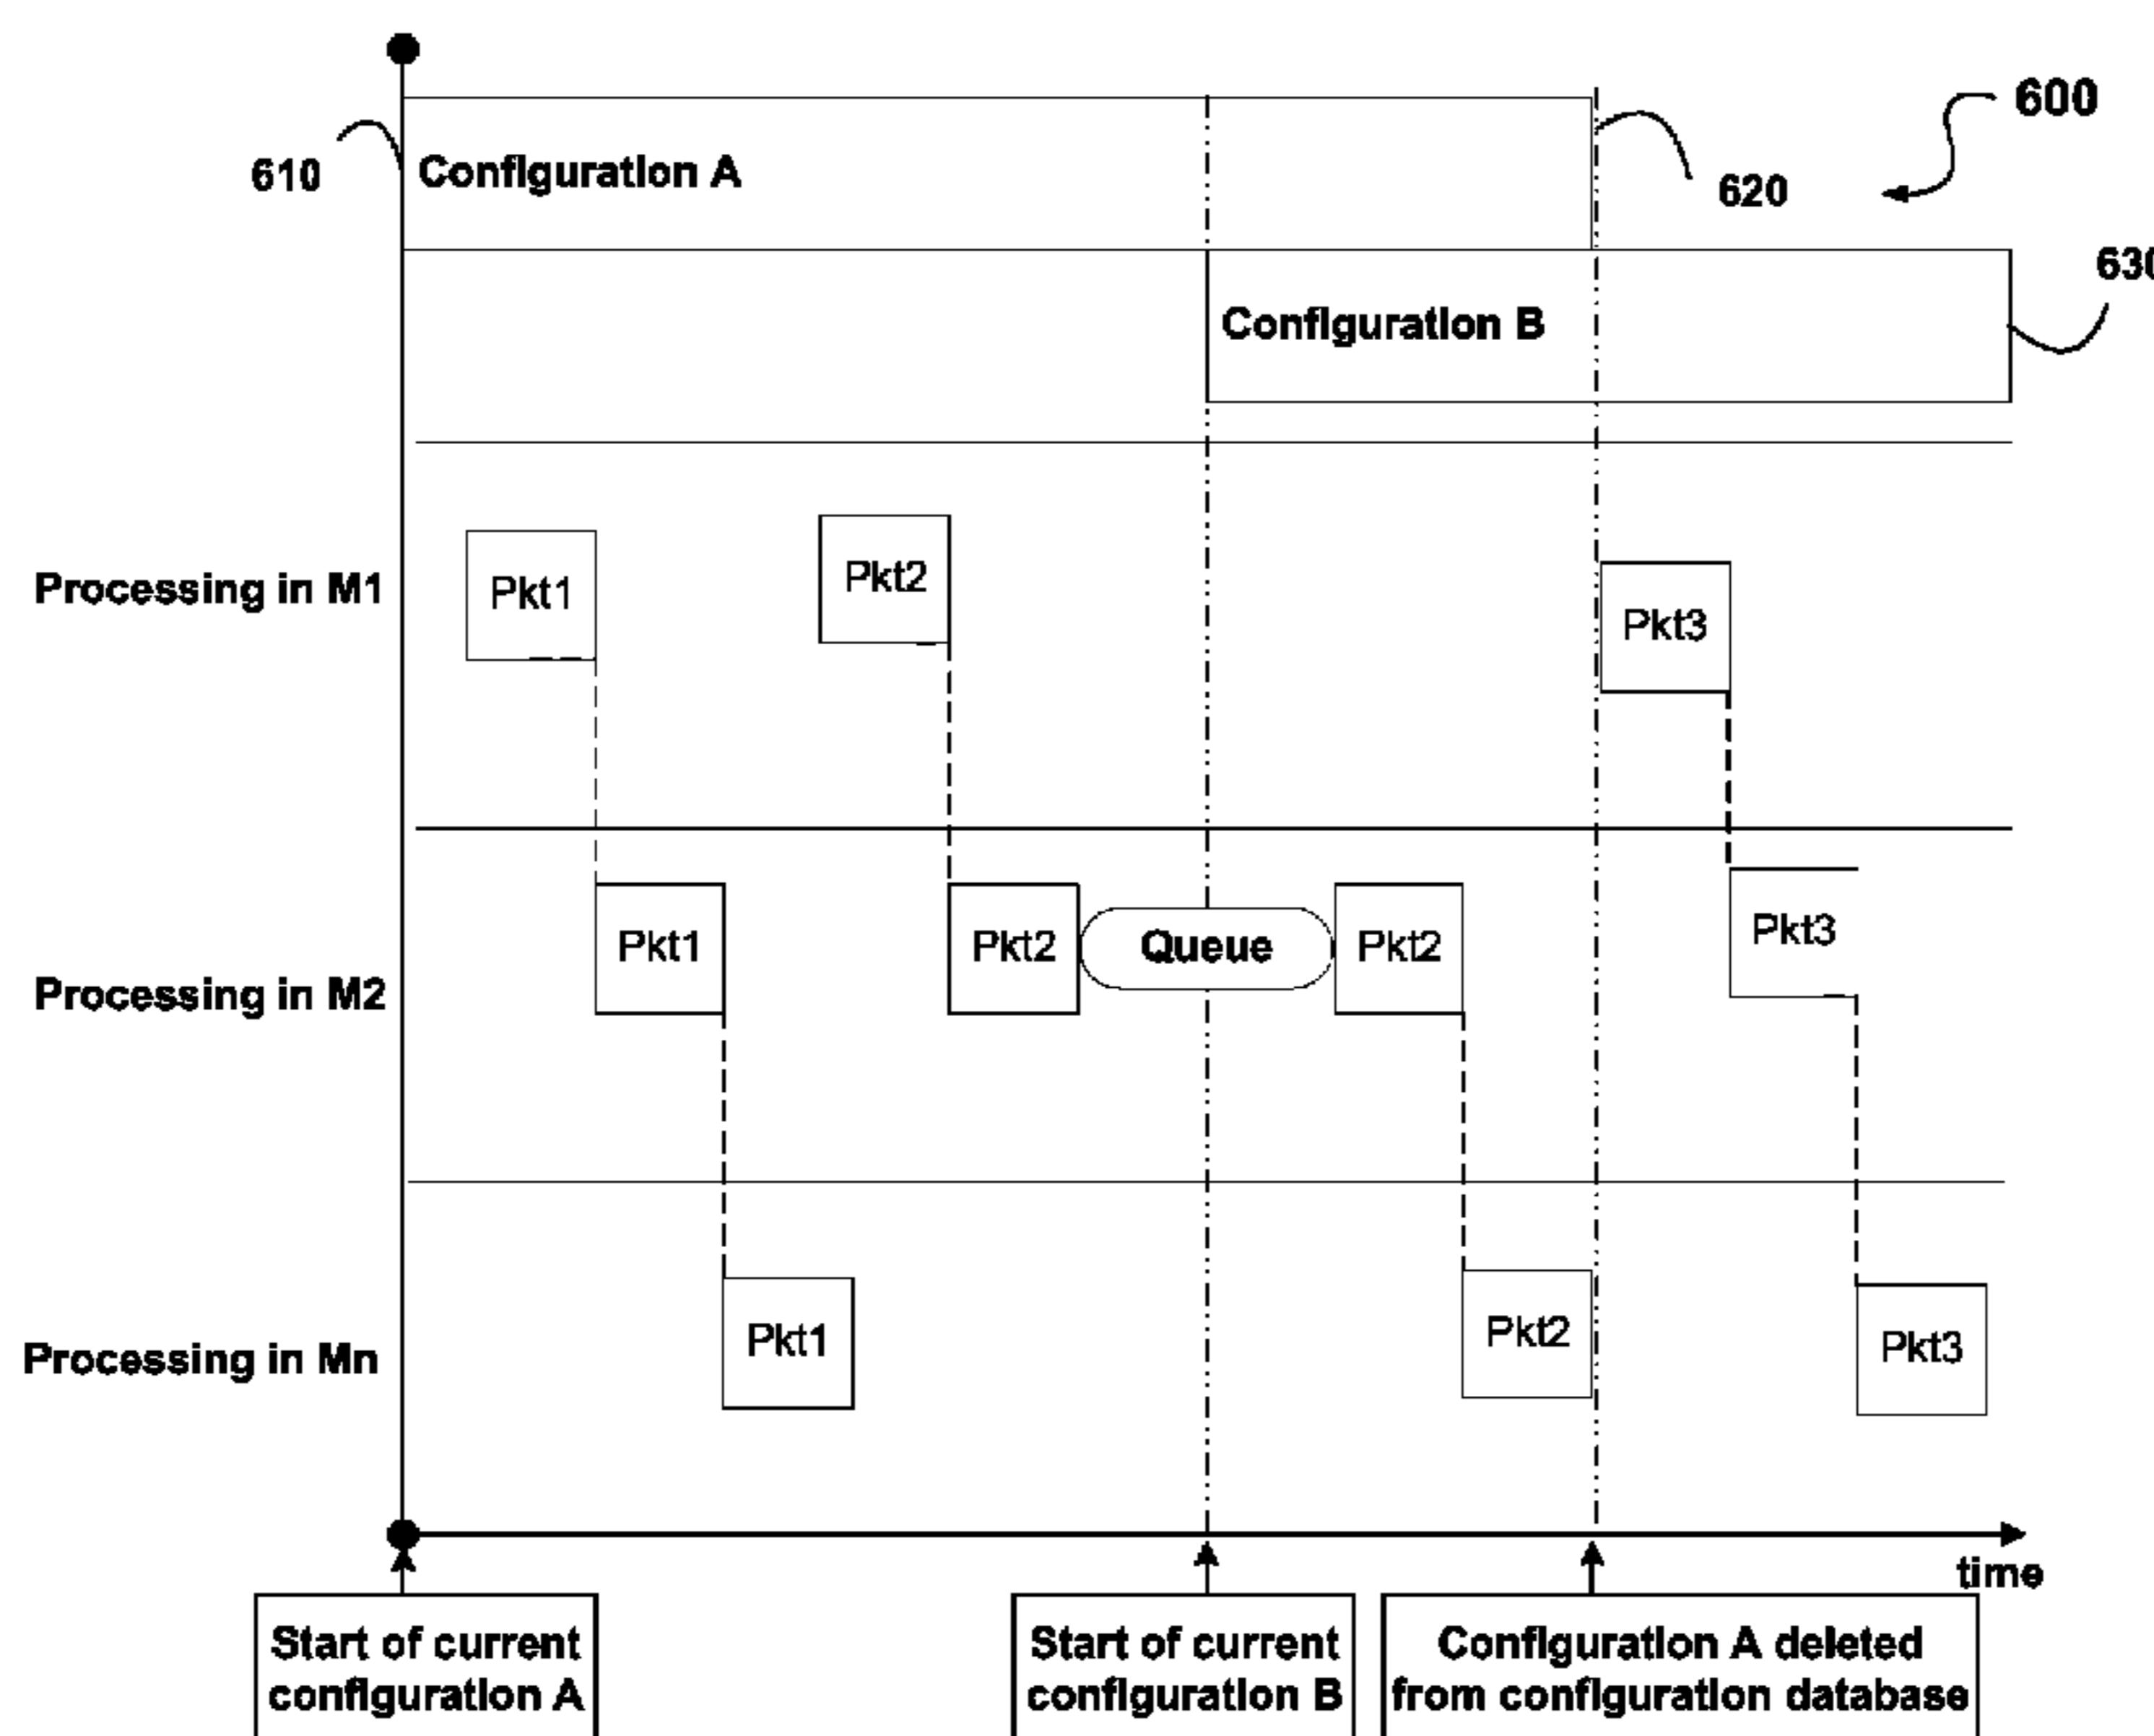 600
610
Configuration A
620
630
Configuration B
Processing in M1
Pkt1
Pkt2
Pkt3
Processing in M2
Pkt1
Pkt2
Queue
Pkt2
Pkt3
Processing in Mn
Pkt1
Pkt2
Pkt3
time
Start of current
configuration A
Start of current
configuration B
Configuration A deleted
from configuration database